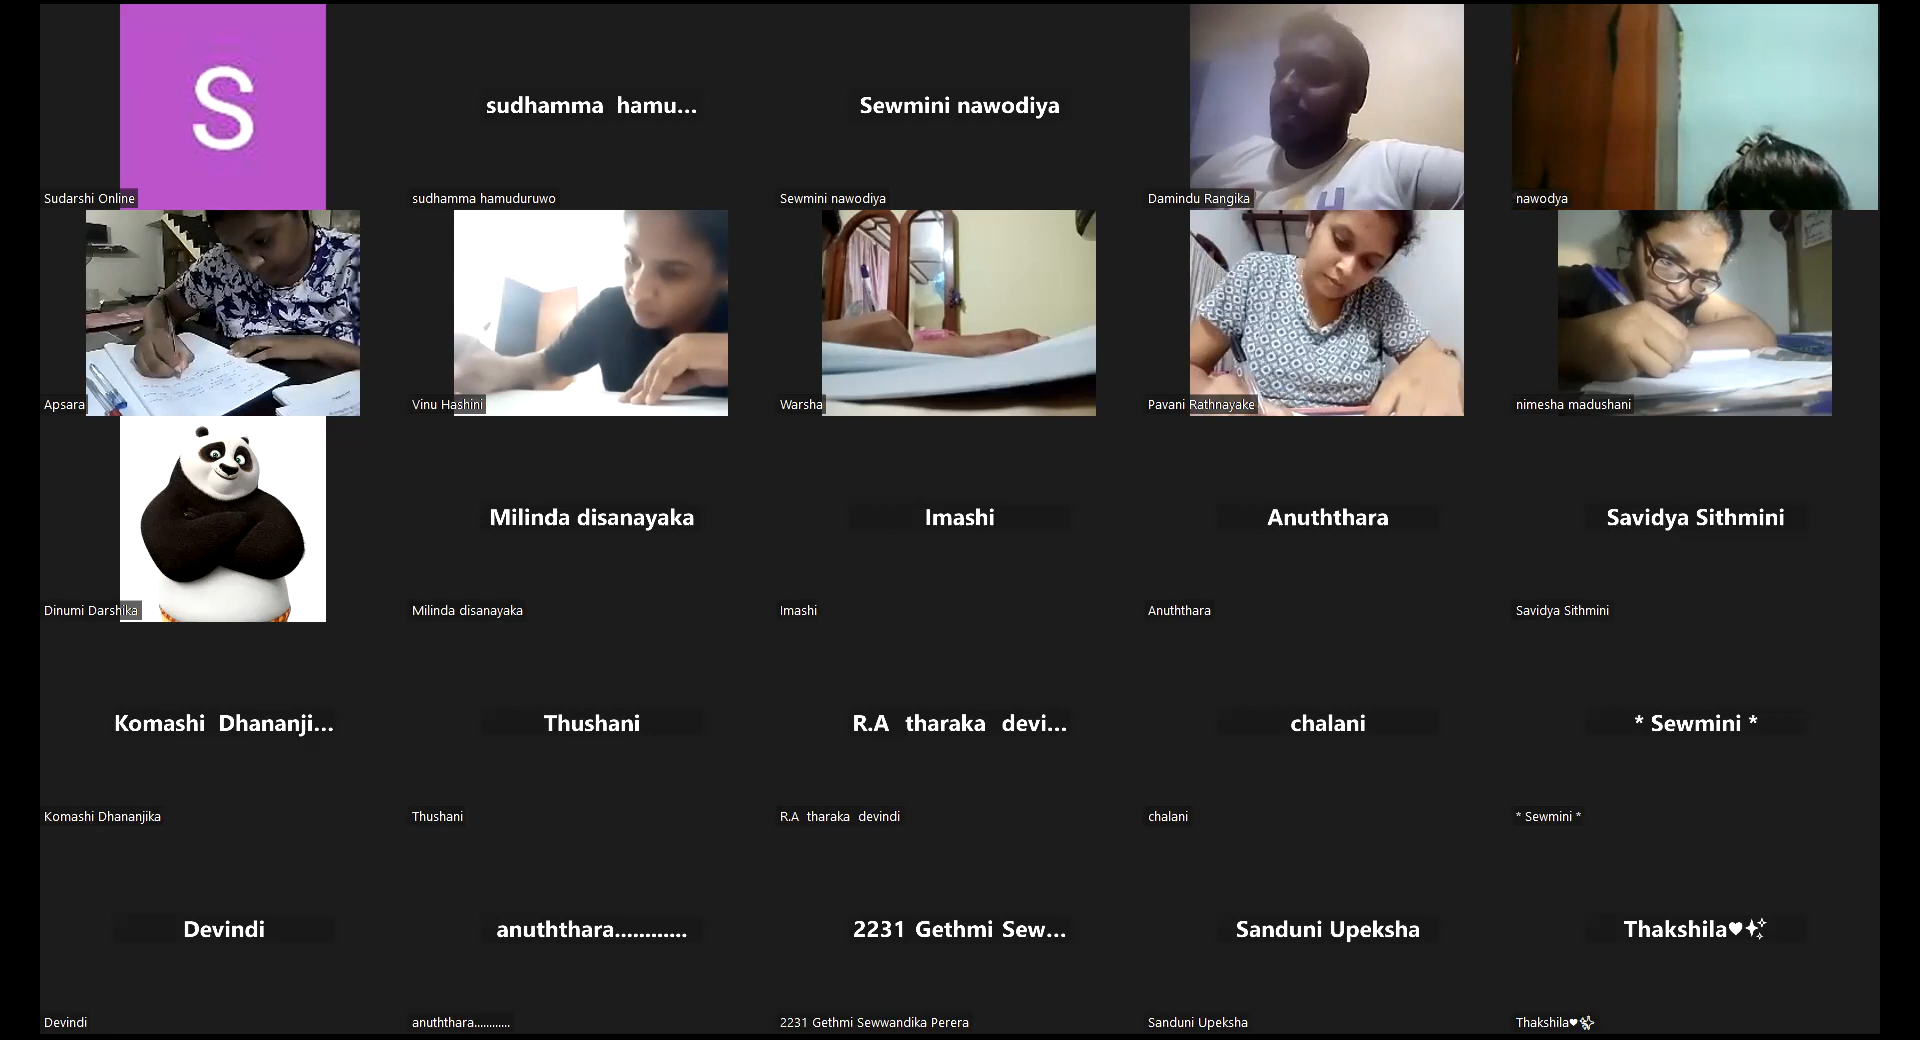 S
sudhamma hamu...
Sewmini nawodiya
Sudarshi Online
sudhamma hamuduruwo
Sewmini nawodiya
Damindu Rangika
nawodya
Apsara
Vinu Hashini
Warsha
Pavani Rathnayake
nimesha madushani
Milinda disanayaka
Imashi
Anuththara
Savidya Sithmini
Dinumi Darshika
Milinda disanayaka
Imashi
Anuththara
Savidya Sithmini
Komashi Dhananji...
Thushani
R.A tharaka devi...
chalani
* Sewmini *
Komashi Dhananjika
Thushani
R.A tharaka devindi
chalani
* Sewmini *
Devindi
anuththara............
2231 Gethmi Sew...
Sanduni Upeksha
Thakshila♥✨
Devindi
anuththara............
2231 Gethmi Sewwandika Perera
Sanduni Upeksha
Thakshila♥✨